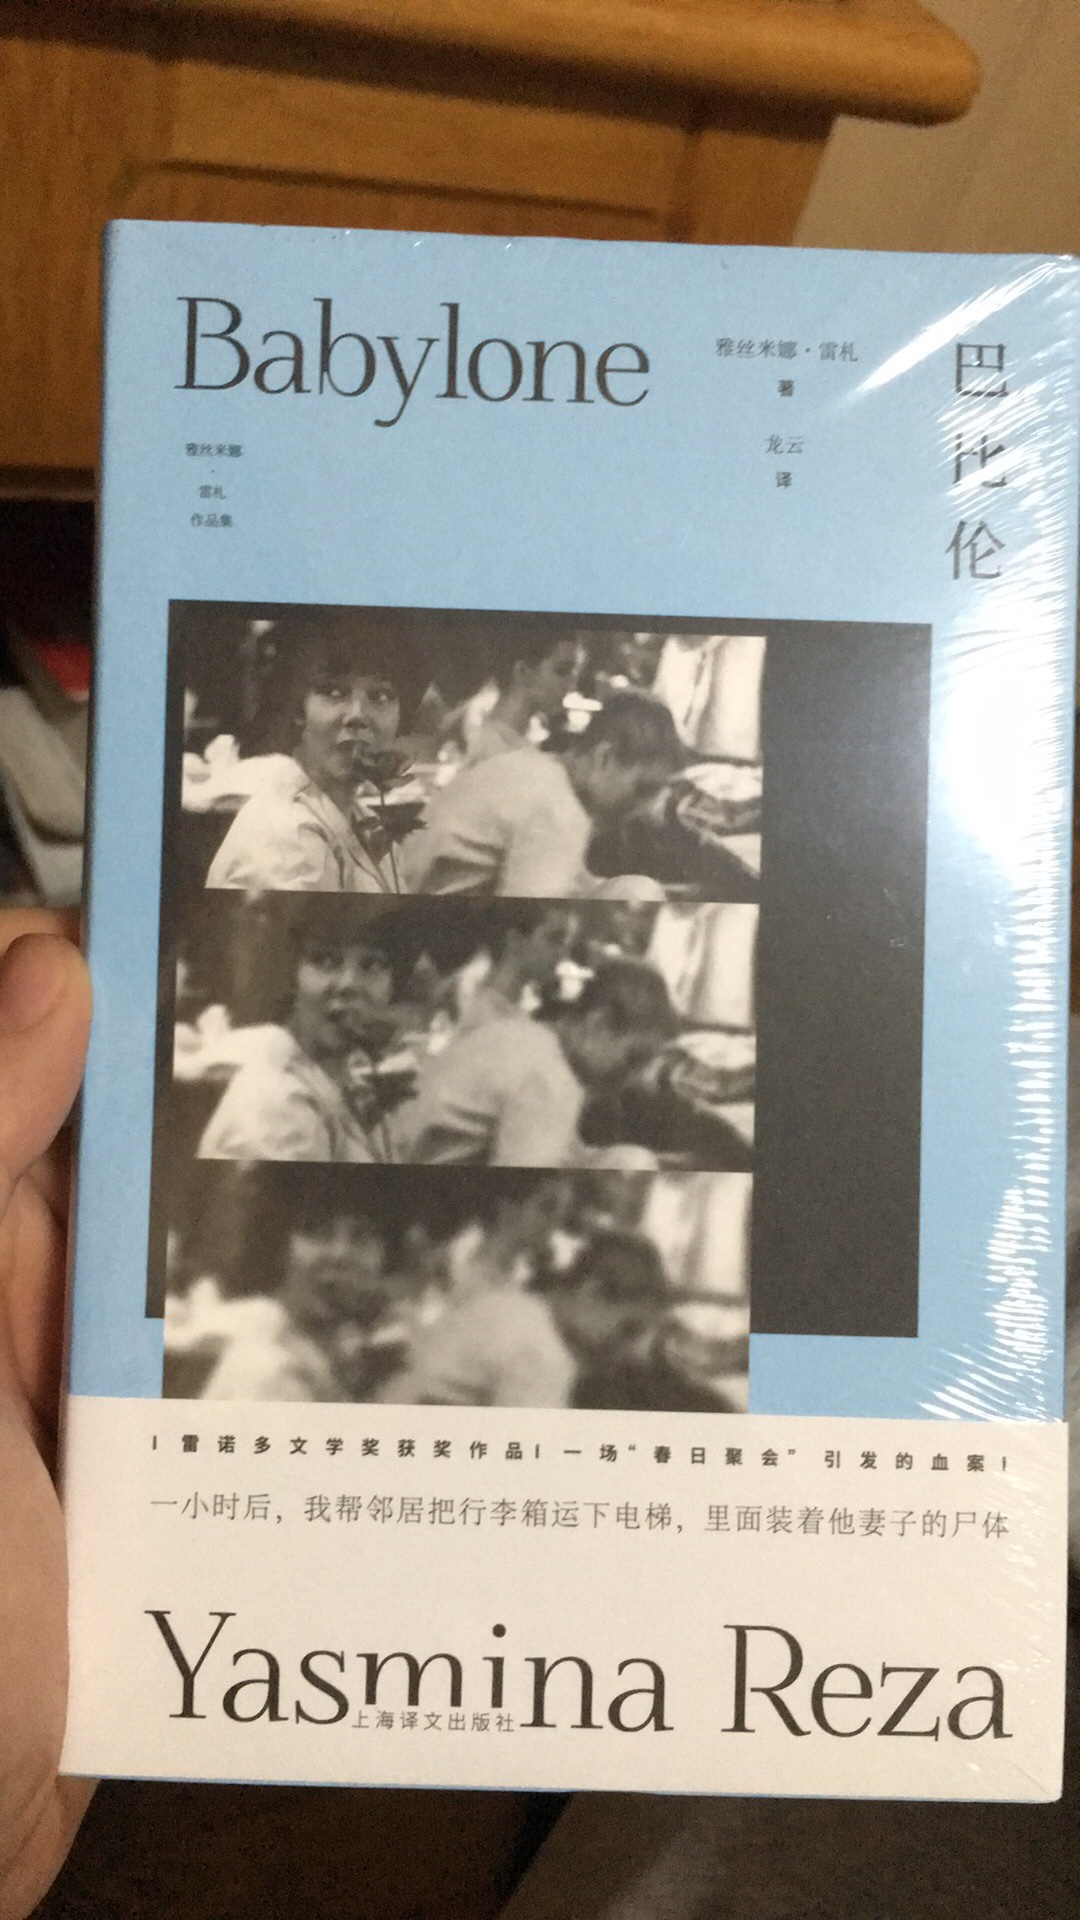 Babylone
雅丝米娜·雷札
著
龙云
译
巴比伦
雅丝米娜
·
雷札
作品集
|雷诺多文学奖获奖作品|一场“春日聚会”引发的血案|
一小时后，我帮邻居把行李箱运下电梯，里面装着他妻子的尸体
Yasmina Reza
上海译文出版社